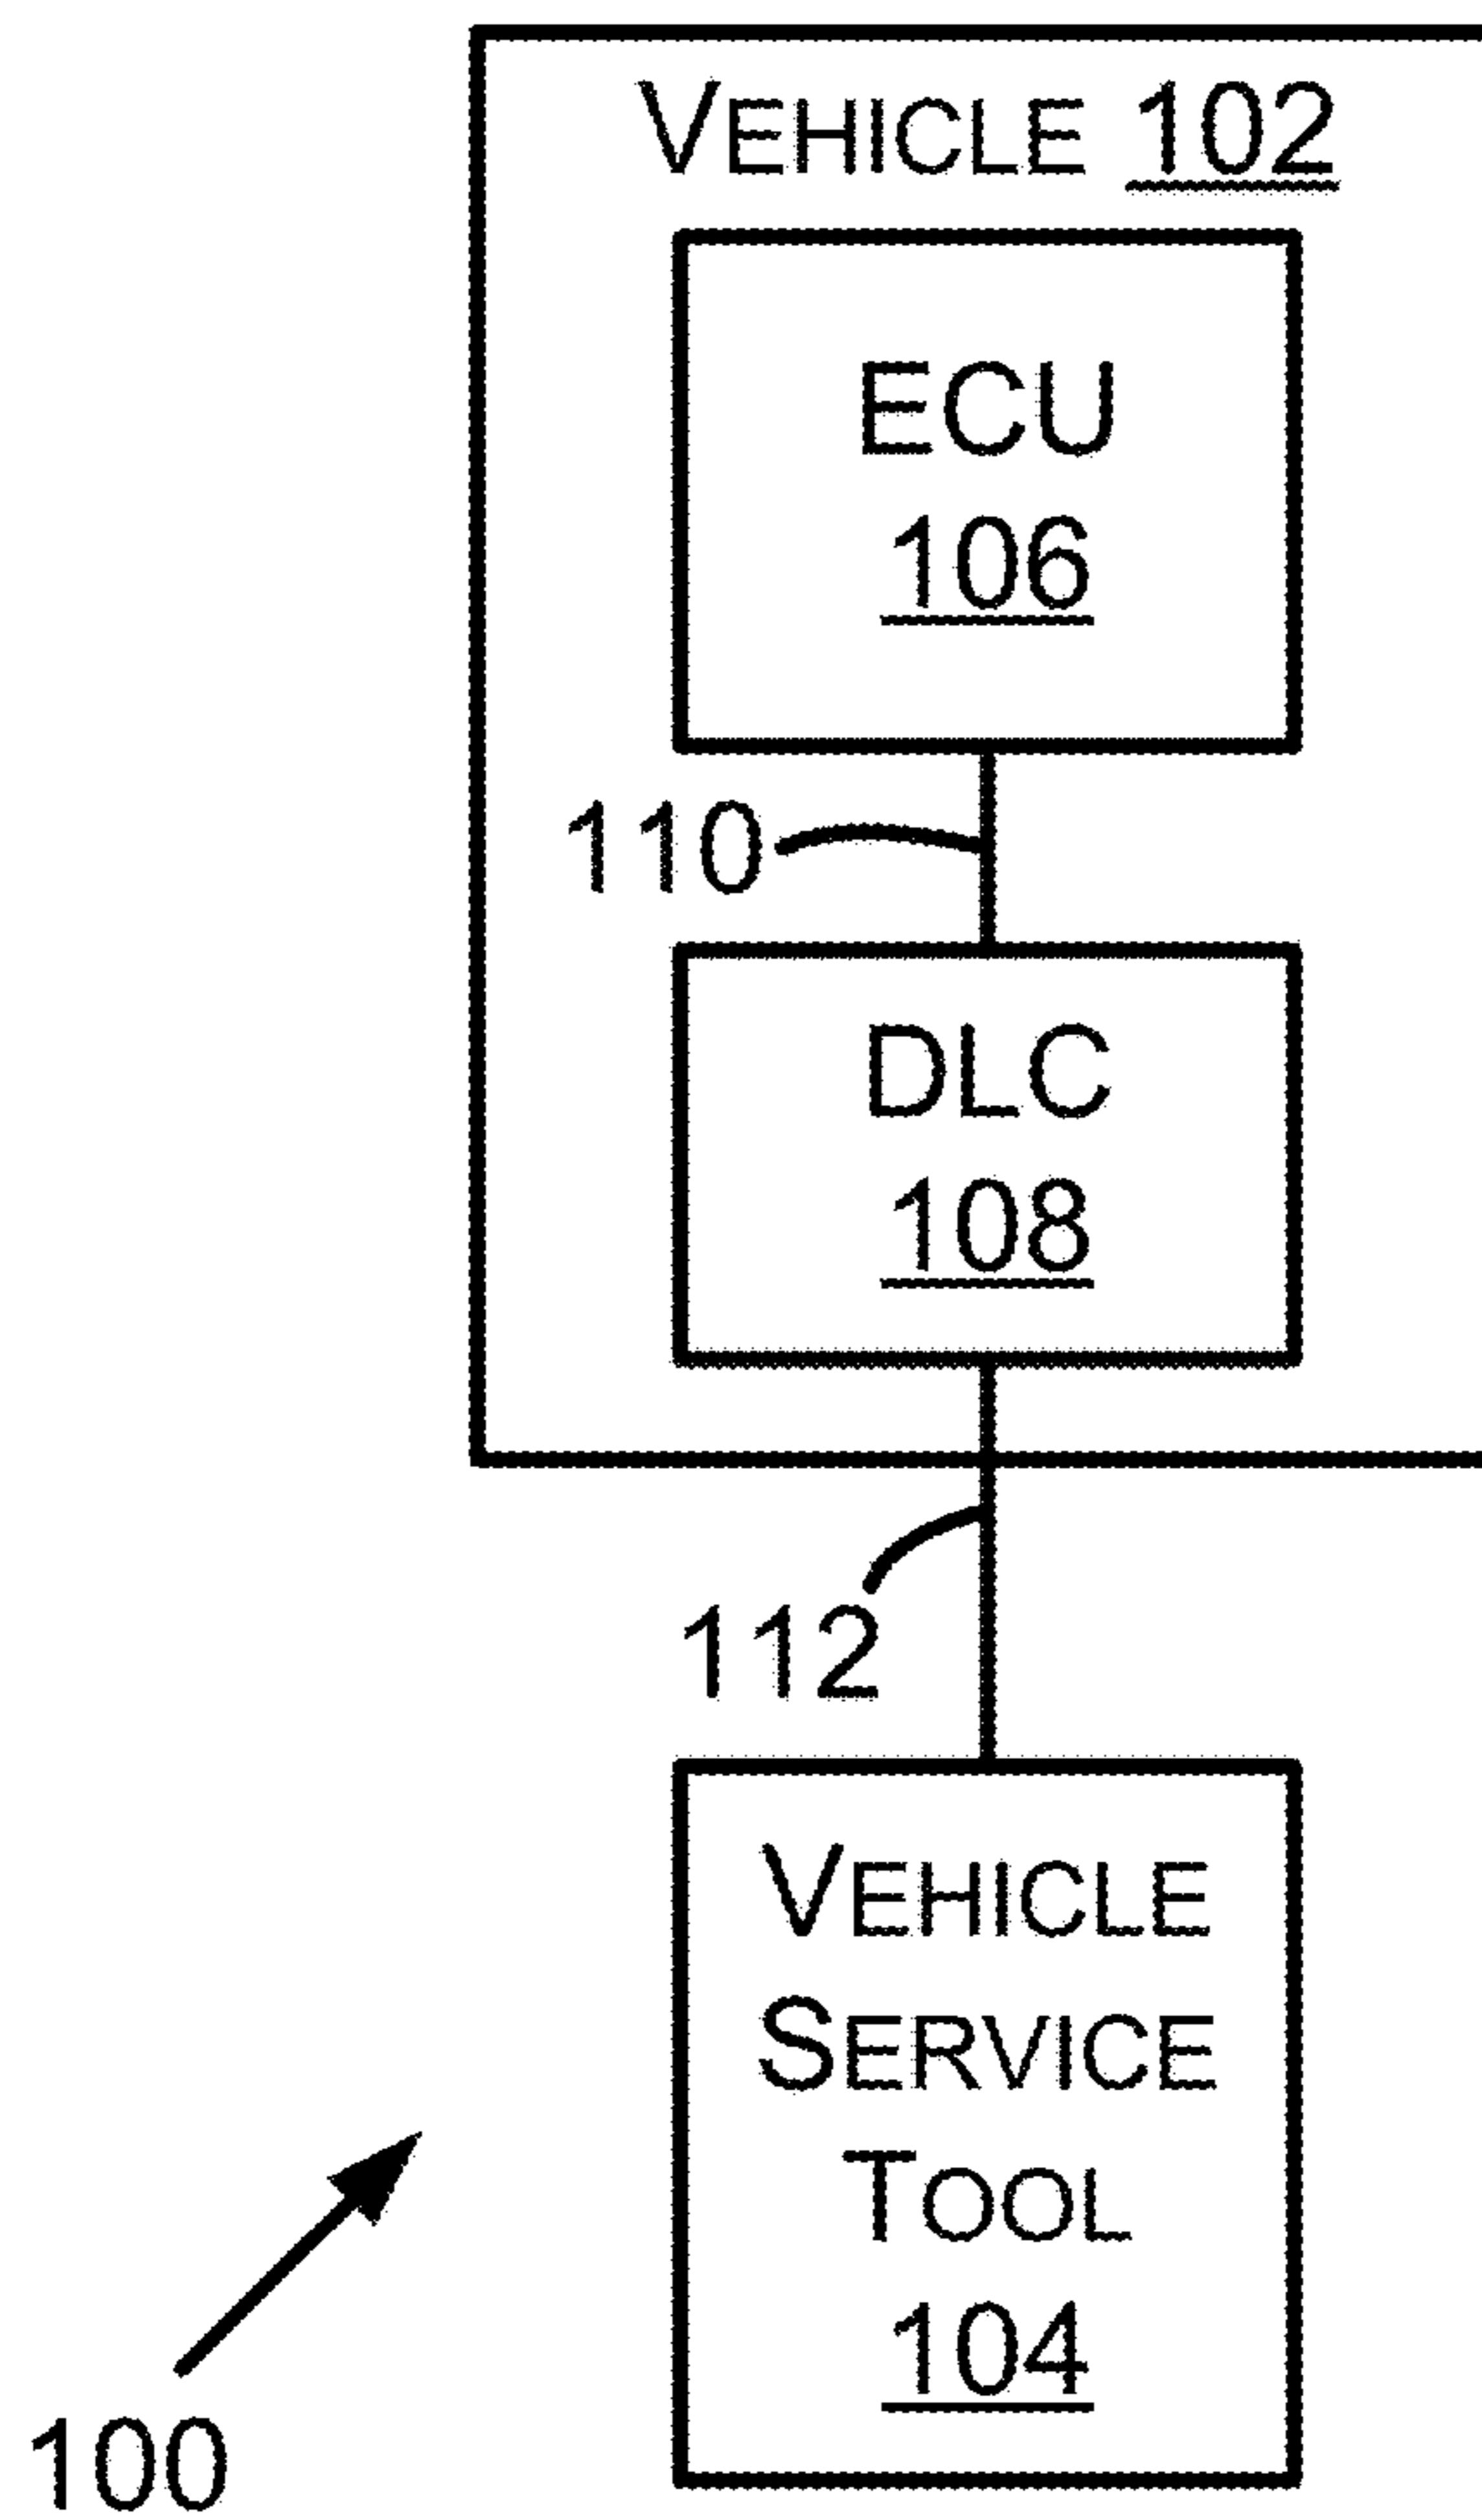 VEHICLE 102
ECU
106
110
DLC
108
112
VEHICLE
SERVICE
TOOL
104
100